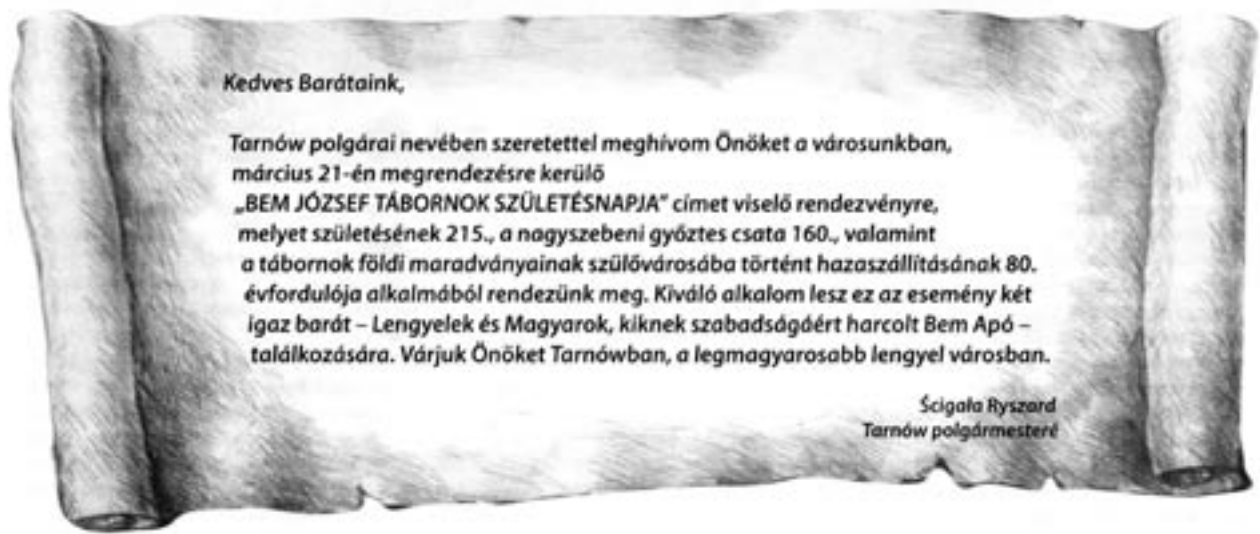 Kedves Barátaink,
Tarnów polgárai nevében szeretettel meghívom Önöket a városunkban,
március 21-én megrendezésre kerülő
„BEM JÓZSEF TÁBORNOK SZÜLETÉSNAPJA" címet viselő rendezvényre,
melyet születésének 215., a nagyszebeni győztes csata 160., valamint
a tábornok földi maradványainak szülővárosába történt hazaszállításának 80.
évfordulója alkalmából rendezünk meg. Kiváló alkalom lesz ez az esemény két
igaz barát – Lengyelek és Magyarok, kiknek szabadságáért harcolt Bem Apó –
találkozására. Várjuk Önöket Tarnówban, a legmagyarosabb lengyel városban.
Ścigała Ryszard
Tarnów polgármesteré